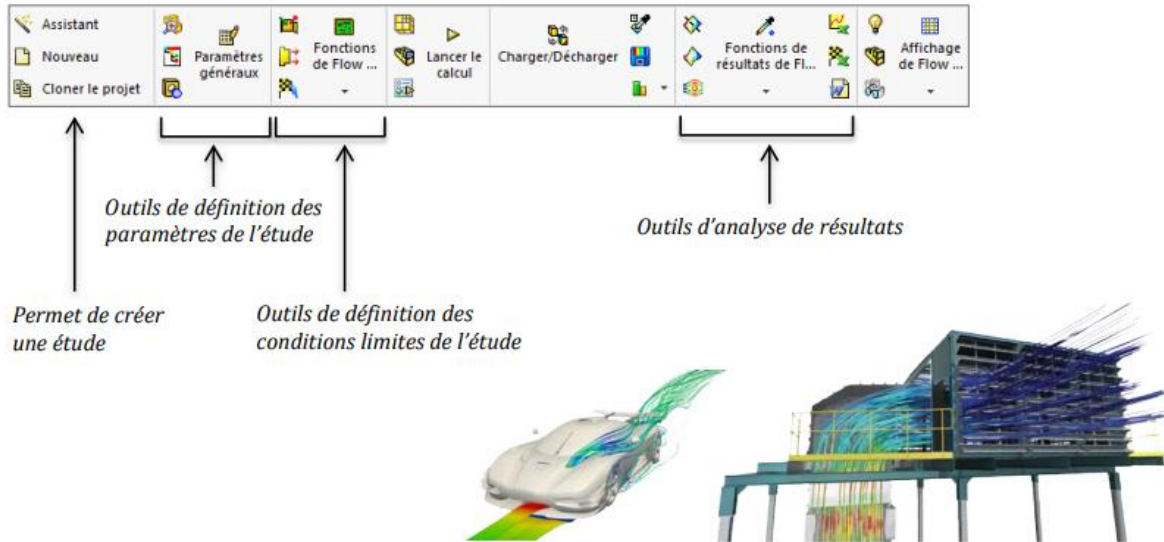 Assistant
Nouveau
Cloner le projet
Paramètres
généraux
Fonctions
de Flow ...
Lancer le
calcul
Charger/Décharger
Fonctions de
résultats de Fl...
Affichage
de Flow ...
Outils de définition des
paramètres de l'étude
Outils d'analyse de résultats
Permet de créer
une étude
Outils de définition des
conditions limites de l'étude